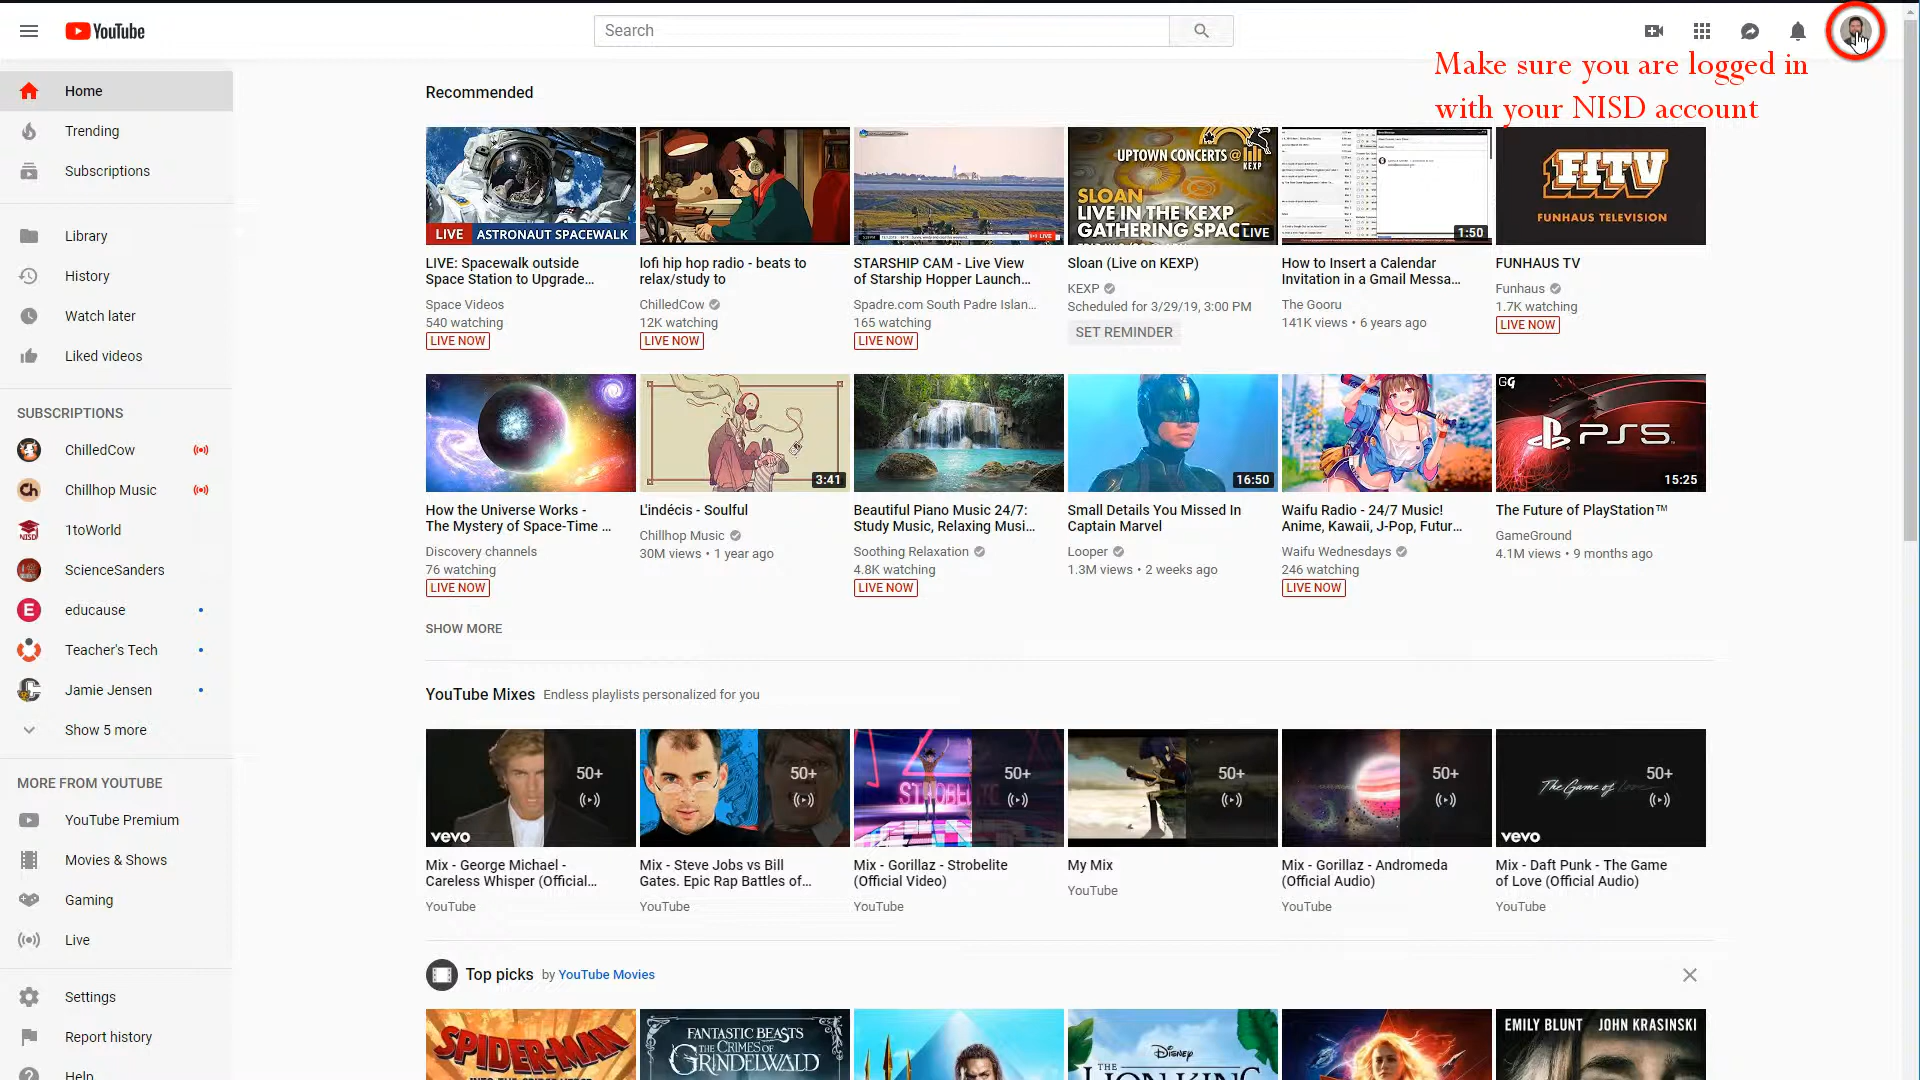 YouTube
Search
Make sure you are logged in
with your NISD account
Home
Trending
Subscriptions
Library
History
Watch later
Liked videos
SUBSCRIPTIONS
ChilledCow
Chillhop Music
1toWorld
ScienceSanders
educause
Teacher's Tech
Jamie Jensen
Show 5 more
MORE FROM YOUTUBE
YouTube Premium
Movies & Shows
Gaming
Live
Settings
Report history
Help
Recommended
LIVE ASTRONAUT SPACEWALK
LIVE: Spacewalk outside
Space Station to Upgrade...
Space Videos
540 watching
LIVE NOW
lofi hip hop radio - beats to
relax/study to
ChilledCow
12K watching
LIVE NOW
LIVE
STARSHIP CAM - Live View
of Starship Hopper Launch...
Spadre.com South Padre Islan...
165 watching
LIVE NOW
UPTOWN CONCERTS @
KEXP
SLOAN
LIVE IN THE KEXP
GATHERING SPAC
LIVE
Sloan (Live on KEXP)
KEXP
Scheduled for 3/29/19, 3:00 PM
SET REMINDER
1:50
How to Insert a Calendar
Invitation in a Gmail Messa...
The Gooru
141K views • 6 years ago
FHTV
FUNHAUS TELEVISION
FUNHAUS TV
Funhaus
1.7K watching
LIVE NOW
How the Universe Works -
The Mystery of Space-Time ...
Discovery channels
76 watching
LIVE NOW
3:41
L'indécis - Soulful
Chillhop Music
30M views • 1 year ago
Beautiful Piano Music 24/7:
Study Music, Relaxing Musi...
Soothing Relaxation
4.8K watching
LIVE NOW
16:50
Small Details You Missed In
Captain Marvel
Looper
1.3M views • 2 weeks ago
Waifu Radio - 24/7 Music!
Anime, Kawaii, J-Pop, Futur...
Waifu Wednesdays
246 watching
LIVE NOW
GG
PS5
15:25
The Future of PlayStation™
GameGround
4.1M views • 9 months ago
SHOW MORE
YouTube Mixes Endless playlists personalized for you
50+
vevo
Mix - George Michael -
Careless Whisper (Official...
YouTube
50+
Mix - Steve Jobs vs Bill
Gates. Epic Rap Battles of...
YouTube
STROBELITE
50+
Mix - Gorillaz - Strobelite
(Official Video)
YouTube
50+
My Mix
YouTube
50+
Mix - Gorillaz - Andromeda
(Official Audio)
YouTube
The Game of Love
50+
vevo
Mix - Daft Punk - The Game
of Love (Official Audio)
YouTube
Top picks by YouTube Movies
SPIDER-MAN
FANTASTIC BEASTS
THE CRIMES OF
GRINDELWALD
Disney
THE
LION KING
EMILY BLUNT JOHN KRASINSKI